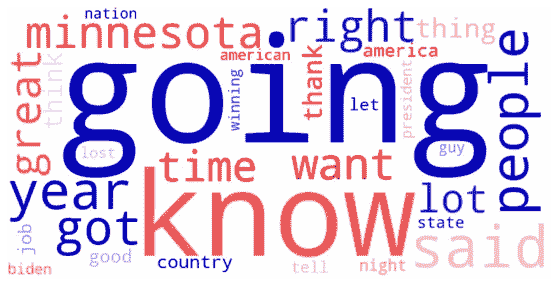 nation
minnesota
right
thing
american
america
great
think
going
winning
thank
let
president
people
lost
guy
time
want
year
know
lot
got
state
said
job
good
country
tell
night
biden